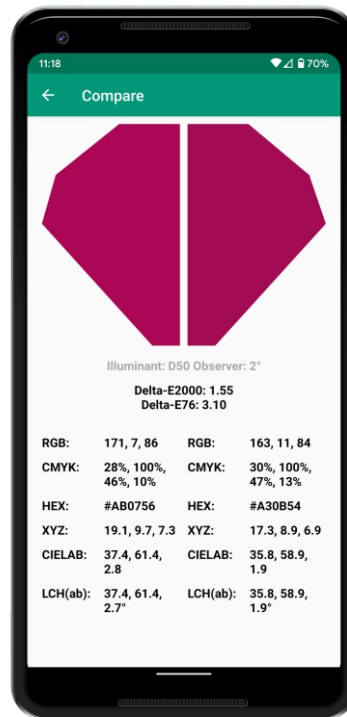 11:18 70%
Compare
Illuminant: D50 Observer: 2°
Delta-E2000: 1.55
Delta-E76: 3.10
RGB: 171, 7, 86 RGB: 163, 11, 84
CMYK: 28%, 100%, CMYK: 30%, 100%,
46%, 10% 47%, 13%
HEX: #AB0756 HEX: #A30B54
XYZ: 19.1, 9.7, 7.3 XYZ: 17.3, 8.9, 6.9
CIELAB: 37.4, 61.4, CIELAB: 35.8, 58.9,
2.8 1.9
LCH(ab): 37.4, 61.4, LCH(ab): 35.8, 58.9,
2.7° 1.9°